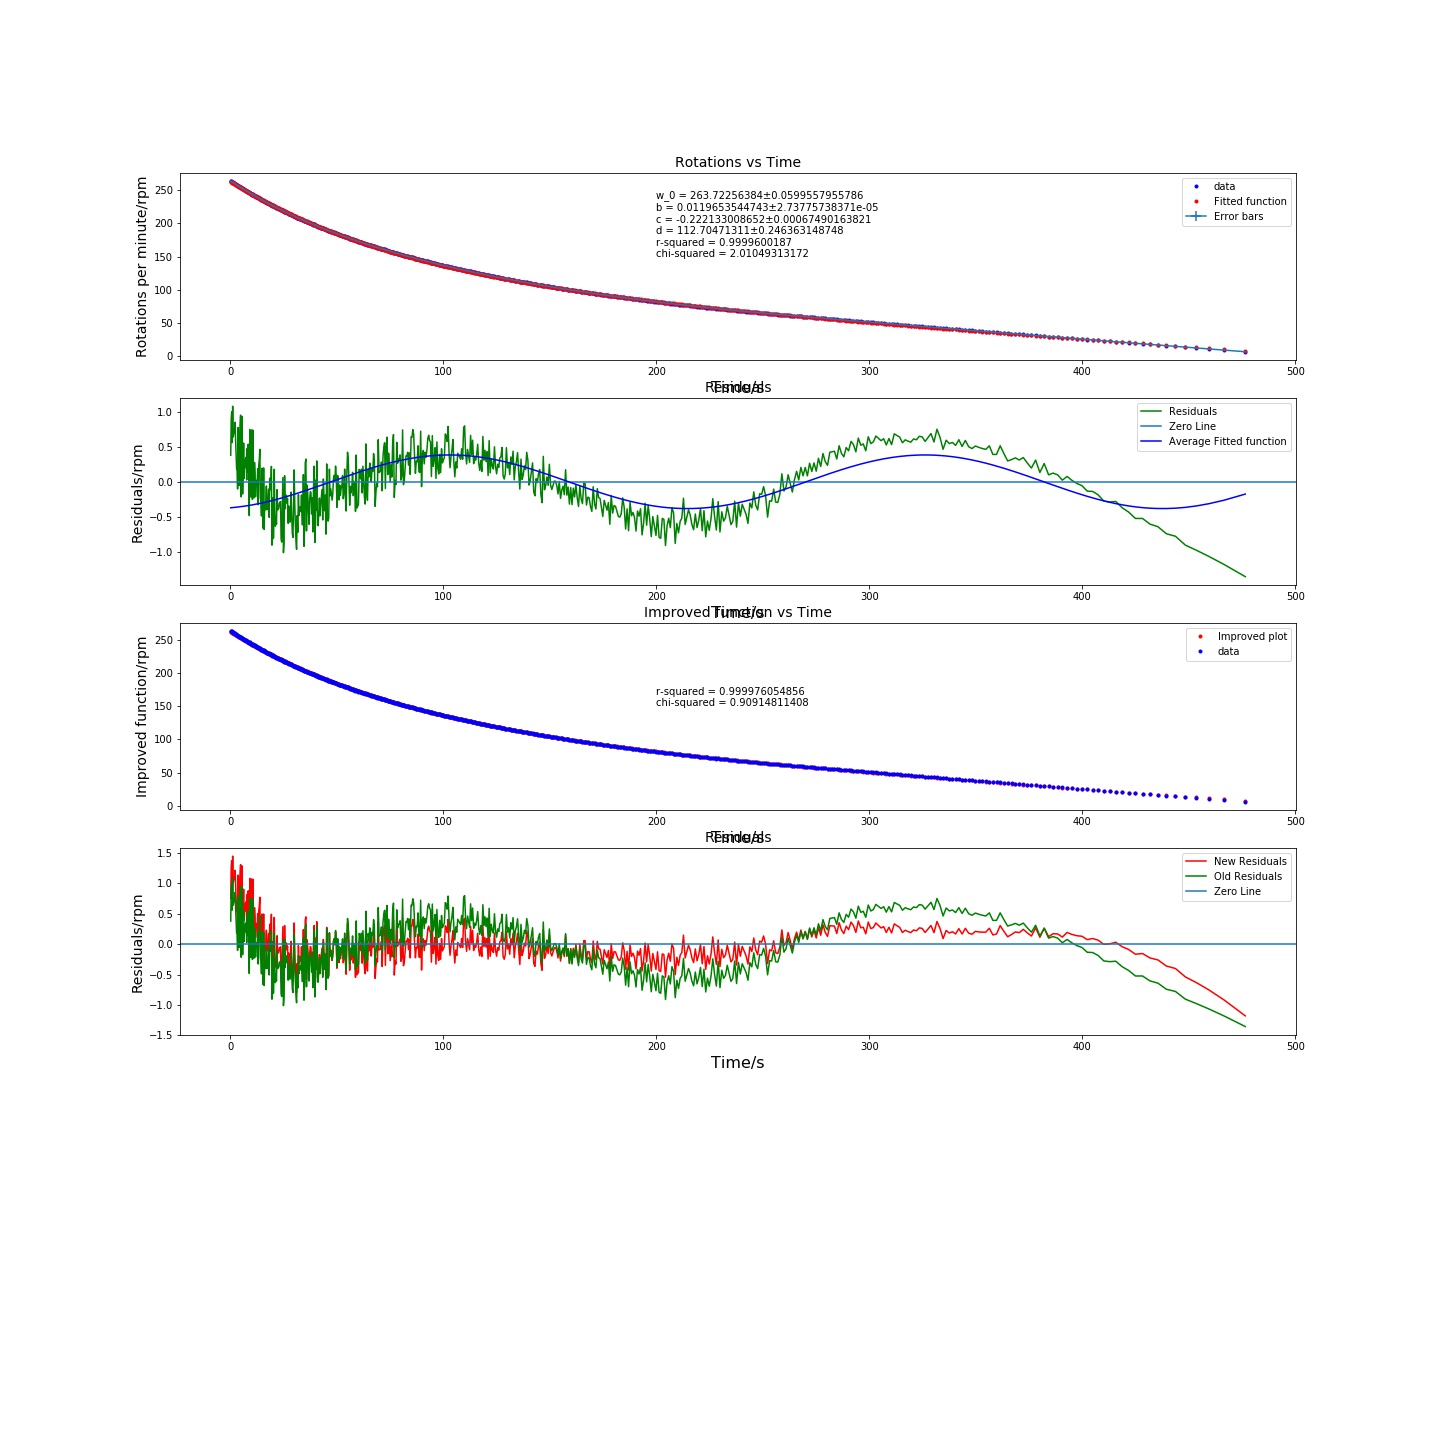 Rotations vs Time
Rotations per minute/rpm
250
200
150
100
50
0
w_0 = 263.72256384±0.0599557955786
b = 0.0119653544743±2.73775738371e-05
c = -0.222133008652±0.00067490163821
d = 112.70471311±0.246363148748
r-squared = 0.9999600187
chi-squared = 2.01049313172
data
Fitted function
Error bars
0 100 200 300 400 500
Time/s
Residuals
Residuals/rpm
1.0
0.5
0.0
−0.5
−1.0
Residuals
Zero Line
Average Fitted function
0 100 200 300 400 500
Time/s
Improved function vs Time
Improved function/rpm
250
200
150
100
50
0
r-squared = 0.999976054856
chi-squared = 0.90914811408
Improved plot
data
0 100 200 300 400 500
Time/s
Residuals
Residuals/rpm
1.5
1.0
0.5
0.0
−0.5
−1.0
−1.5
New Residuals
Old Residuals
Zero Line
0 100 200 300 400 500
Time/s